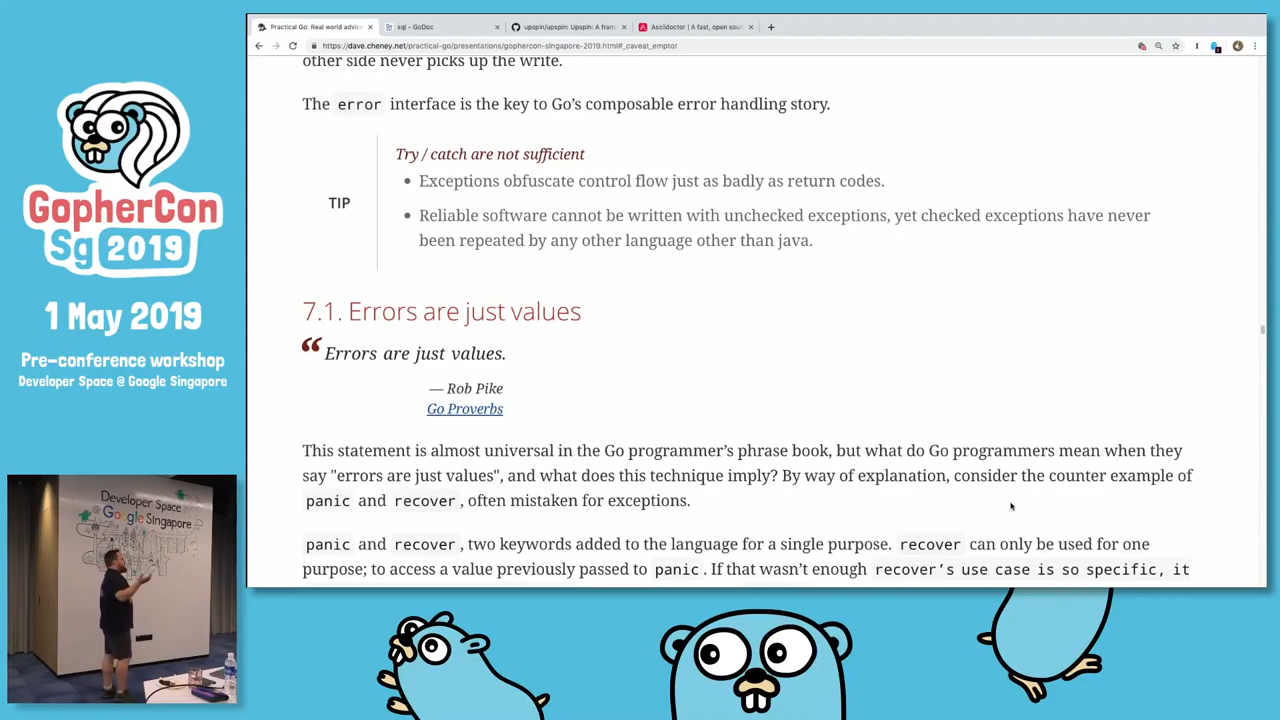 Practical Go: Real world advice
sql - GoDoc
upspin/upspin: Upspin: A fram
Asciidoctor | A fast, open sou
https://dave.cheney.net/practical-go/presentations/gophercon-singapore-2019.html#_caveat_emptor
other side never picks up the write.
The error interface is the key to Go’s composable error handling story.
TIP
Try / catch are not sufficient
Exceptions obfuscate control flow just as badly as return codes.
Reliable software cannot be written with unchecked exceptions, yet checked exceptions have never
been repeated by any other language other than java.
7.1. Errors are just values
“ Errors are just values.
— Rob Pike
Go Proverbs
This statement is almost universal in the Go programmer’s phrase book, but what do Go programmers mean when they
say "errors are just values", and what does this technique imply? By way of explanation, consider the counter example of
panic and recover, often mistaken for exceptions.
panic and recover, two keywords added to the language for a single purpose. recover can only be used for one
purpose; to access a value previously passed to panic. If that wasn’t enough recover’s use case is so specific, it
GopherCon
Sg 2019
1 May 2019
Pre-conference workshop
Developer Space @ Google Singapore
Developer Space
Google Singapore